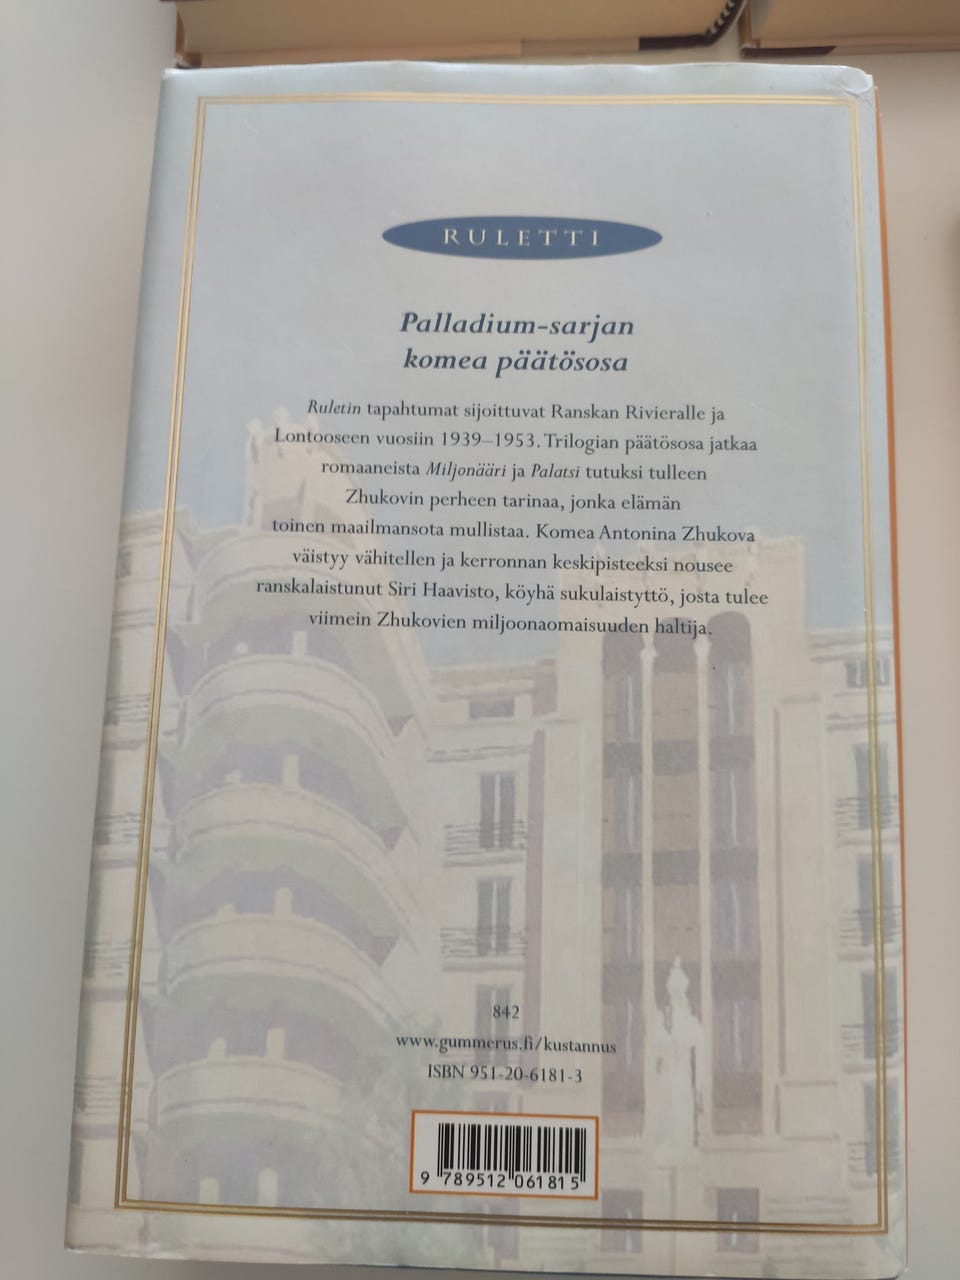 RULETTI
Palladium-sarjan
komea päätösosa
Ruletin tapahtumat sijoittuvat Ranskan Rivieralle ja
Lontooseen vuosiin 1939–1953. Trilogian päätösosa jatkaa
romaaneista Miljonääri ja Palatsi tutuksi tulleen
Zhukovin perheen tarinaa, jonka elämän
toinen maailmansota mullistaa. Komea Antonina Zhukova
väistyy vähitellen ja kerronnan keskipisteeksi nousee
ranskalaistunut Siri Haavisto, köyhä sukulaistyttö, josta tulee
viimein Zhukovien miljoonaomaisuuden haltija.
842
www.gummerus.fi/kustannus
ISBN 951-20-6181-3
9 789512 061815